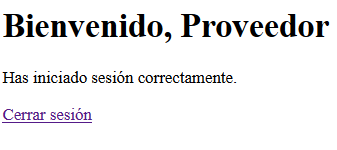 Bienvenido, Proveedor
Has iniciado sesión correctamente.
Cerrar sesión